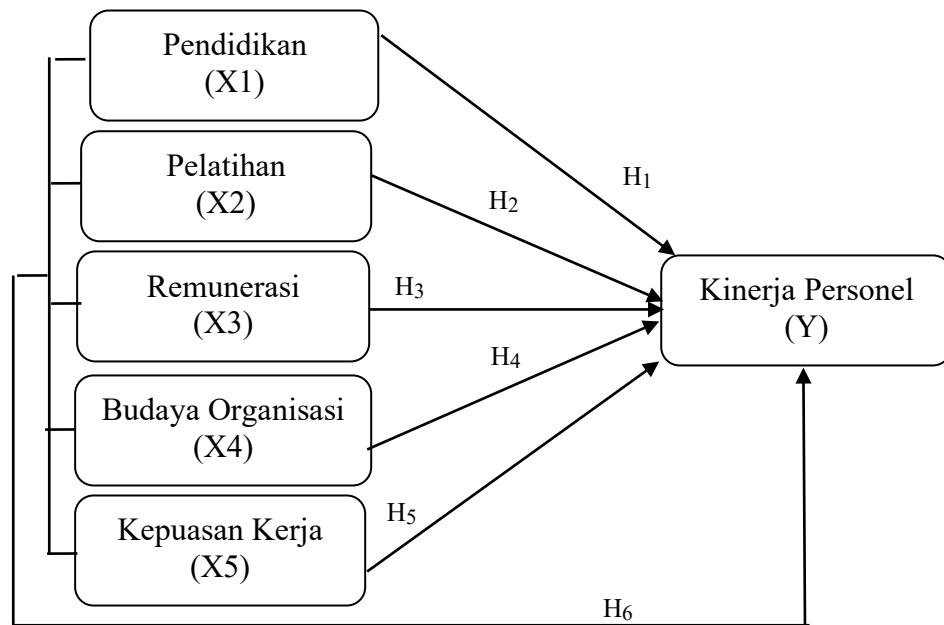 Pendidikan
(X1)
H1
Pelatihan
(X2)
H2
Remunerasi
(X3)
H3
Kinerja Personel
(Y)
Budaya Organisasi
(X4)
H4
Kepuasan Kerja
(X5)
H5
H6